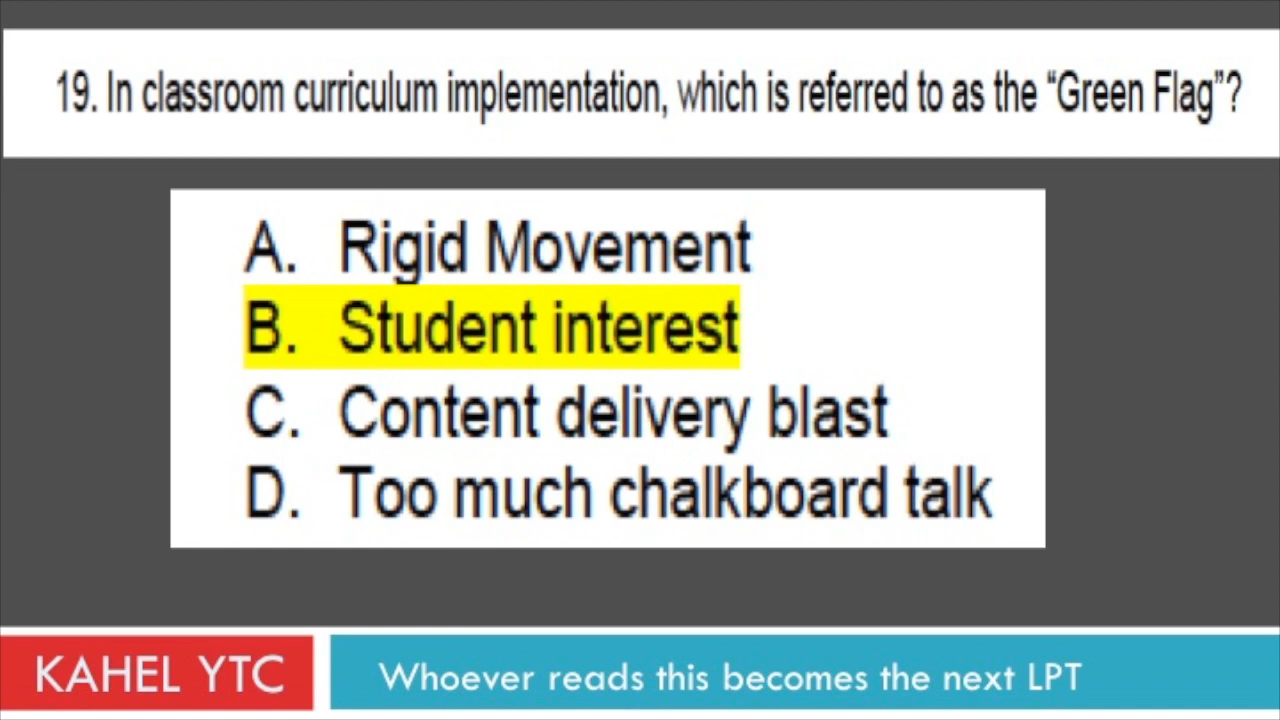 19. In classroom curriculum implementation, which is referred to as the “Green Flag”?
A. Rigid Movement
B. Student interest
C. Content delivery blast
D. Too much chalkboard talk
KAHEL YTC
Whoever reads this becomes the next LPT